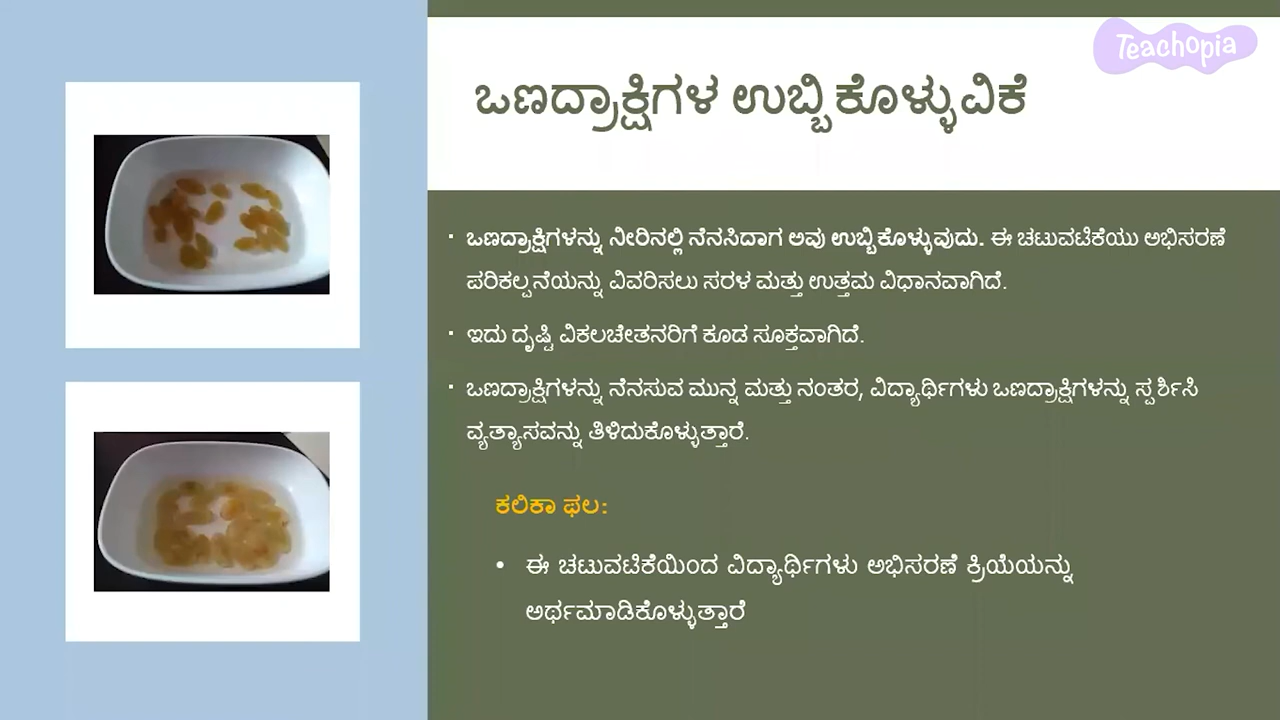 Teachopia
ಒಣದ್ರಾಕ್ಷಿಗಳ ಉಬ್ಬಿಕೊಳ್ಳುವಿಕೆ
ಒಣದ್ರಾಕ್ಷಿಗಳನ್ನು ನೀರಿನಲ್ಲಿ ನೆನಸಿದಾಗ ಅವು ಉಬ್ಬಿಕೊಳ್ಳುವುದು. ಈ ಚಟುವಟಿಕೆಯು ಅಭಿಸರಣೆ
ಪರಿಕಲ್ಪನೆಯನ್ನು ವಿವರಿಸಲು ಸರಳ ಮತ್ತು ಉತ್ತಮ ವಿಧಾನವಾಗಿದೆ.
ಇದು ದೃಷ್ಟಿ ವಿಕಲಚೇತನರಿಗೆ ಕೂಡ ಸೂಕ್ತವಾಗಿದೆ.
ಒಣದ್ರಾಕ್ಷಿಗಳನ್ನು ನೆನಸುವ ಮುನ್ನ ಮತ್ತು ನಂತರ, ವಿದ್ಯಾರ್ಥಿಗಳು ಒಣದ್ರಾಕ್ಷಿಗಳನ್ನು ಸ್ಪರ್ಶಿಸಿ
ವ್ಯತ್ಯಾಸವನ್ನು ತಿಳಿದುಕೊಳ್ಳುತ್ತಾರೆ.
ಕಲಿಕಾ ಫಲ:
• ಈ ಚಟುವಟಿಕೆಯಿಂದ ವಿದ್ಯಾರ್ಥಿಗಳು ಅಭಿಸರಣೆ ಕ್ರಿಯೆಯನ್ನು
ಅರ್ಥಮಾಡಿಕೊಳ್ಳುತ್ತಾರೆ